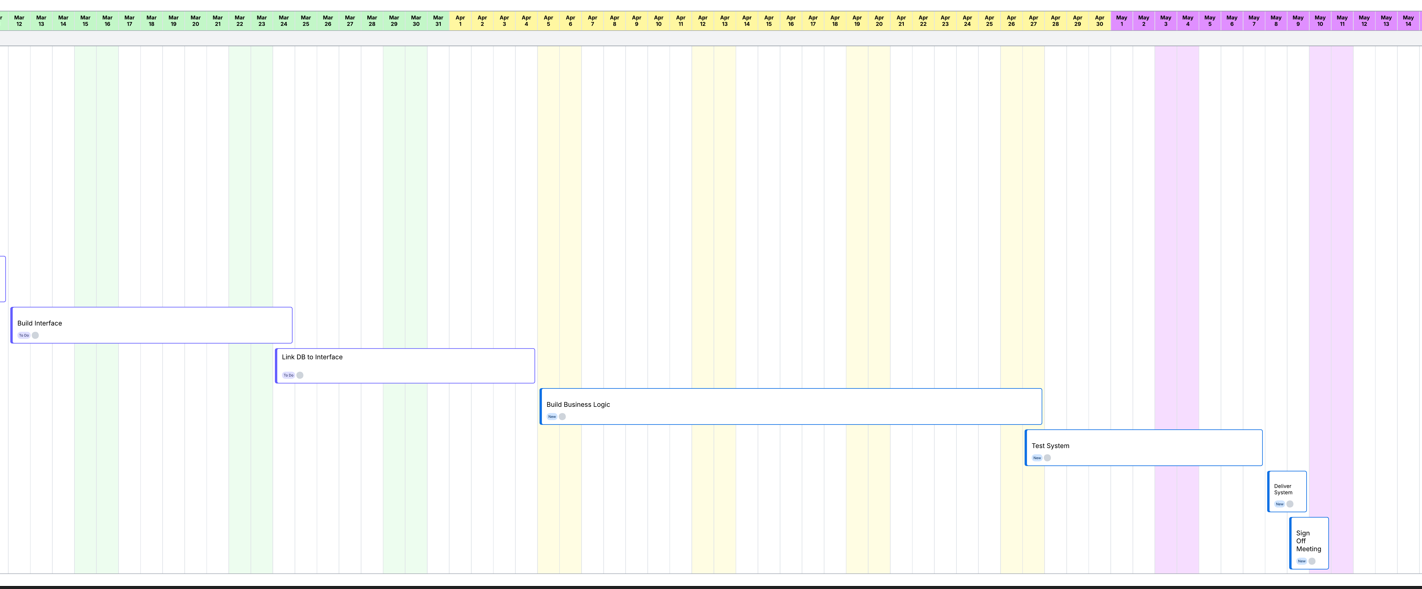 Mar Mar Mar Mar Mar Mar Mar Mar Mar Mar Mar Mar Mar Mar Mar Mar Mar Mar Mar Mar Apr Apr Apr Apr Apr Apr Apr Apr Apr Apr Apr Apr Apr Apr Apr Apr Apr Apr Apr Apr Apr Apr Apr Apr Apr Apr Apr Apr Apr Apr May May May May May May May May May May May May May May
12 13 14 15 16 17 18 19 20 21 22 23 24 25 26 27 28 29 30 31 1 2 3 4 5 6 7 8 9 10 11 12 13 14 15 16 17 18 19 20 21 22 23 24 25 26 27 28 29 30 1 2 3 4 5 6 7 8 9 10 11 12 13 14
Build Interface
To Do
Link DB to Interface
To Do
Build Business Logic
New
Test System
New
Deliver
System
New
Sign
Off
Meeting
New